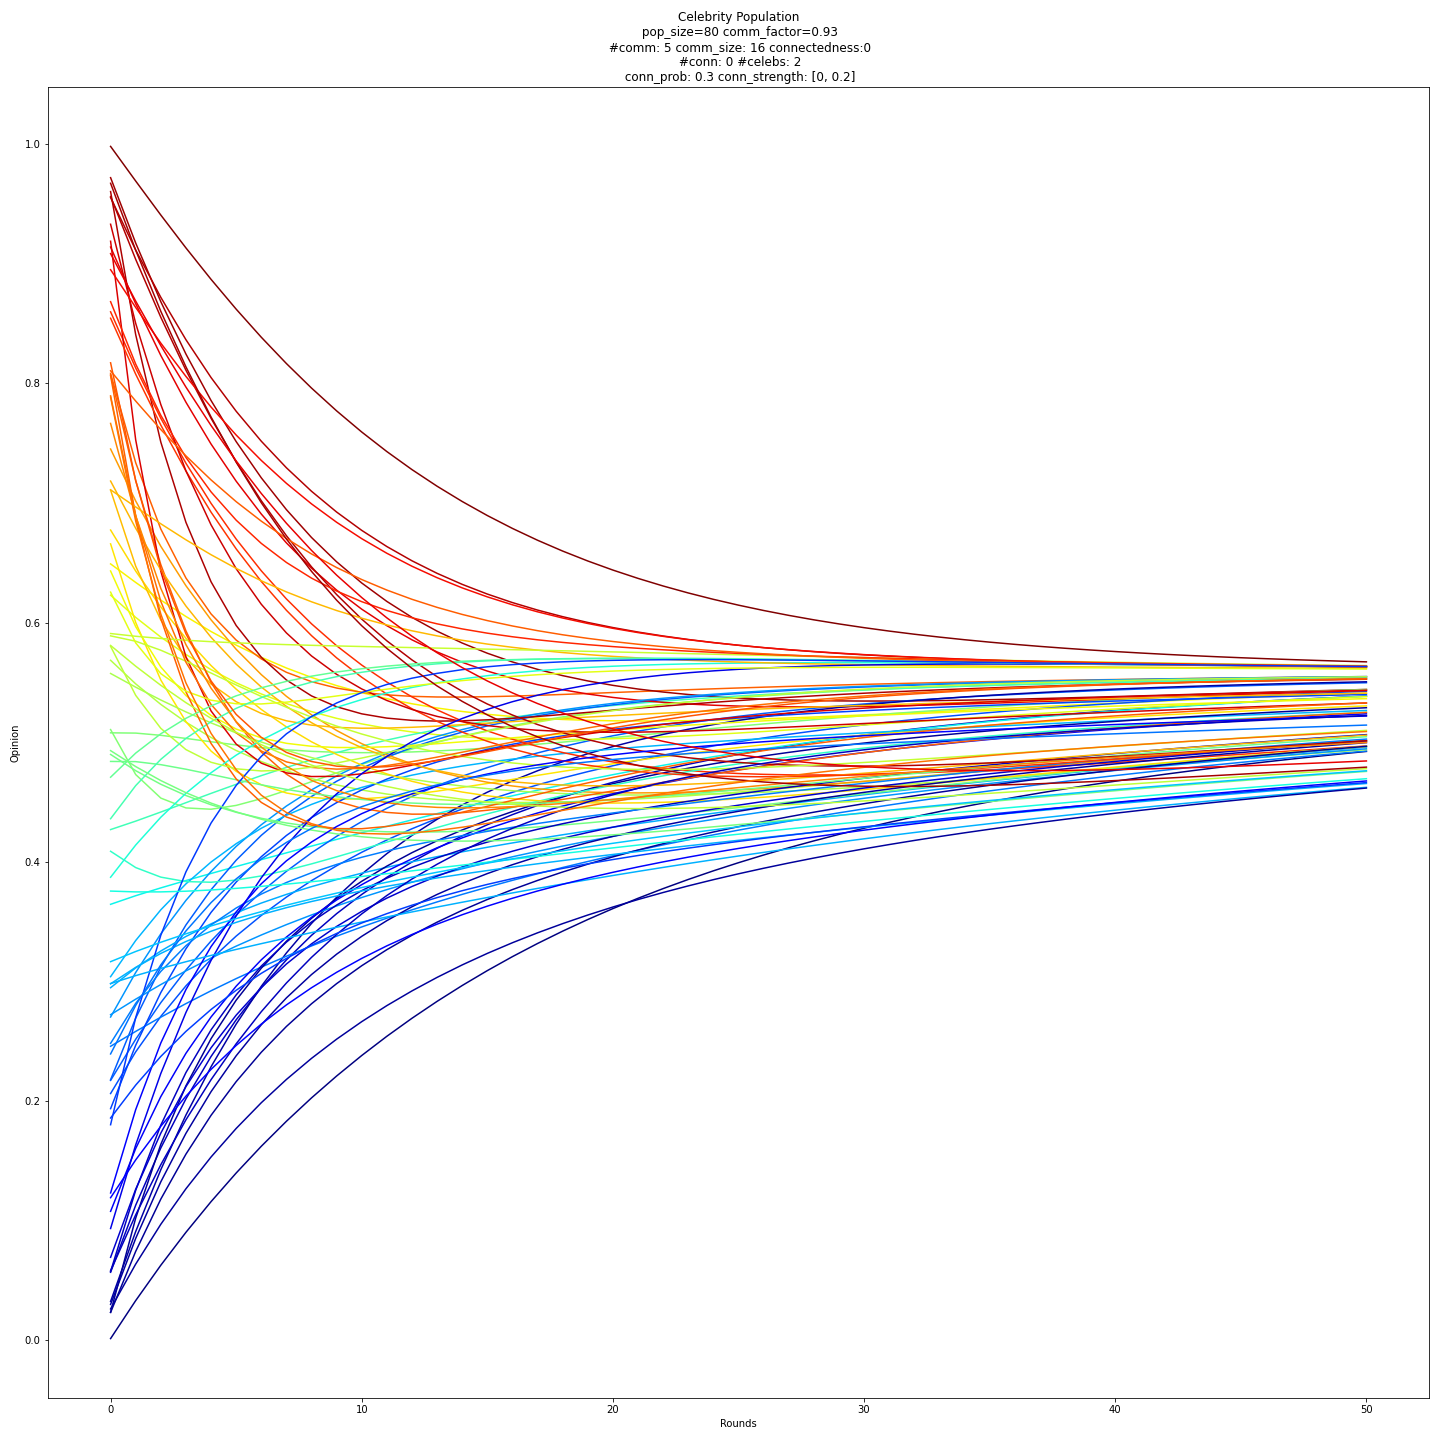 Celebrity Population
pop_size=80 comm_factor=0.93
#comm: 5 comm_size: 16 connectedness:0
#conn: 0 #celebs: 2
conn_prob: 0.3 conn_strength: [0, 0.2]
1.0
0.8
0.6
0.4
0.2
0.0
Opinion
0 10 20 30 40 50
Rounds